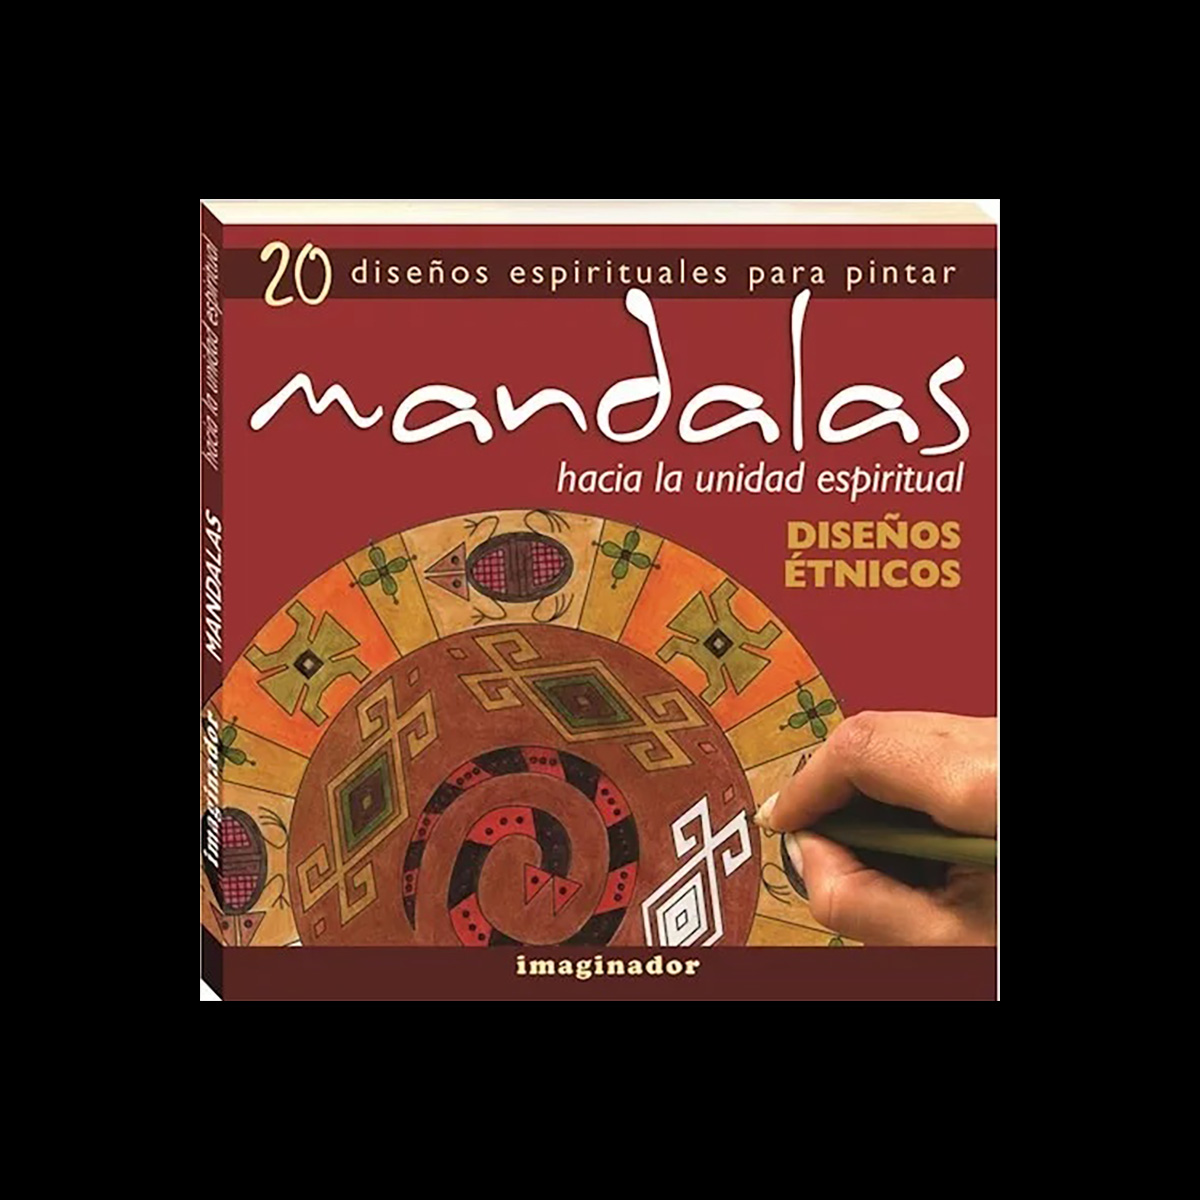 20 diseños espirituales para pintar
mandalas
hacia la unidad espiritual
DISEÑOS
ÉTNICOS
imaginador
imaginador MANDALAS hacia la unidad espiritual